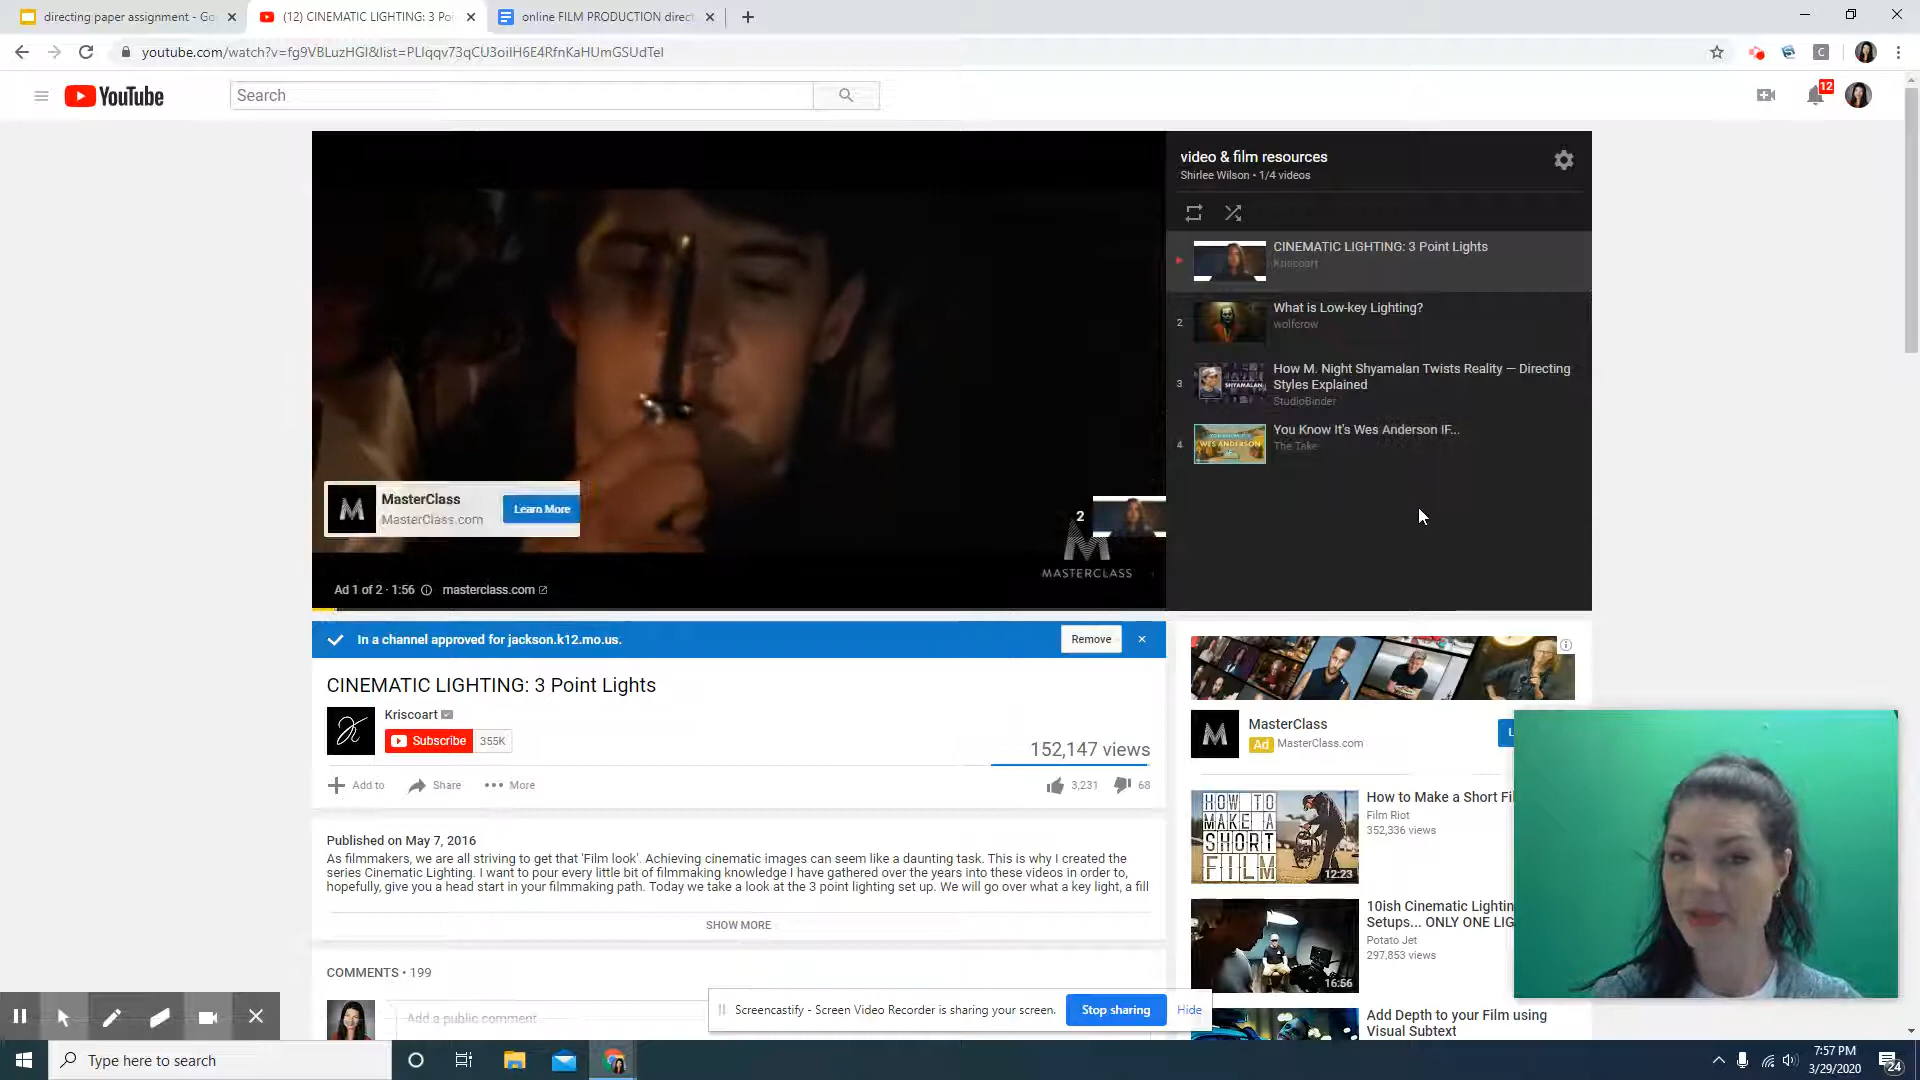 directing paper assignment - Go
(12) CINEMATIC LIGHTING: 3 Po
online FILM PRODUCTION direct
youtube.com/watch?v=fg9VBLuzHGI&list=PLIqqv73qCU3oiIH6E4RfnKaHUmGSUdTeI
YouTube
Search
12
video & film resources
Shirlee Wilson • 1/4 videos
CINEMATIC LIGHTING: 3 Point Lights
Kriscoart
2
What is Low-key Lighting?
wolfcrow
3
How M. Night Shyamalan Twists Reality — Directing
Styles Explained
StudioBinder
SHYAMALAN
4
You Know It's Wes Anderson IF...
The Take
WES ANDERSON
MasterClass
MasterClass.com
Learn More
2
MASTERCLASS
Ad 1 of 2 · 1:56
masterclass.com
In a channel approved for jackson.k12.mo.us.
Remove
CINEMATIC LIGHTING: 3 Point Lights
Kriscoart
Subscribe
355K
152,147 views
Add to
Share
More
3,231
68
Published on May 7, 2016
As filmmakers, we are all striving to get that 'Film look'. Achieving cinematic images can seem like a daunting task. This is why I created the
series Cinematic Lighting. I want to pour every little bit of filmmaking knowledge I have gathered over the years into these videos in order to,
hopefully, give you a head start in your filmmaking path. Today we take a look at the 3 point lighting set up. We will go over what a key light, a fill
SHOW MORE
COMMENTS • 199
Add a public comment
MasterClass
Ad MasterClass.com
L
HOW TO
MAKE A
SHORT
FILM
12:23
How to Make a Short Fil
Film Riot
352,336 views
16:56
10ish Cinematic Lightin
Setups... ONLY ONE LIG
Potato Jet
297,853 views
Add Depth to your Film using
Visual Subtext
Screencastify - Screen Video Recorder is sharing your screen.
Stop sharing
Hide
Type here to search
7:57 PM
3/29/2020
24